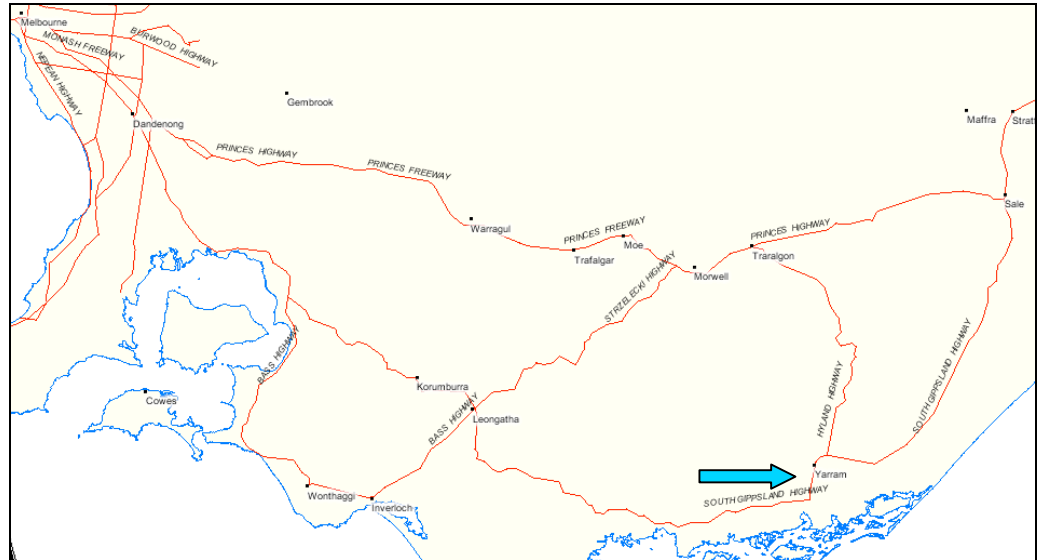 Melbourne
MONASH FREEWAY
BURWOOD HIGHWAY
NEPEAN HIGHWAY
Gembrook
Dandenong
Maffra
Stratf
PRINCES HIGHWAY
PRINCES FREEWAY
Sale
Warragul
PRINCES FREEWAY
Moe
PRINCES HIGHWAY
Trafalgar
Traralgon
Morwell
STRZELECKI HIGHWAY
BASS HIGHWAY
SOUTH GIPPSLAND HIGHWAY
Korumburra
Cowes
BASS HIGHWAY
Leongatha
HYLAND HIGHWAY
Yarram
Wonthaggi
Inverloch
SOUTH GIPPSLAND HIGHWAY